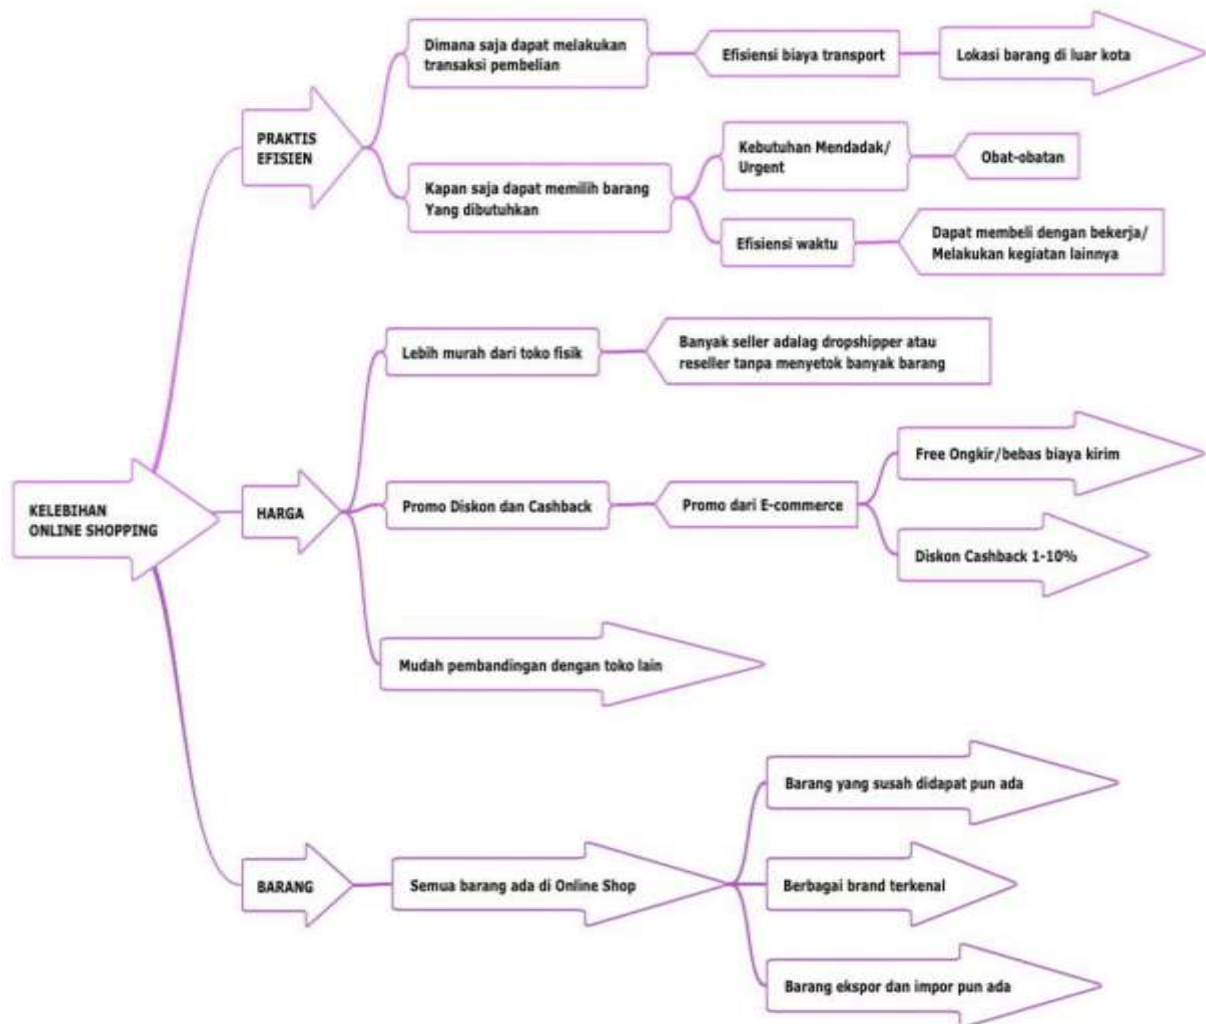 Dimana saja dapat melakukan
transaksi pembelian
Efisiensi biaya transport
Lokasi barang di luar kota
PRAKTIS
EFISIEN
Kebutuhan Mendadak/
Urgent
Obat-obatan
Kapan saja dapat memilih barang
Yang dibutuhkan
Efisiensi waktu
Dapat membeli dengan bekerja/
Melakukan kegiatan lainnya
Lebih murah dari toko fisik
Banyak seller adalag dropshipper atau
reseller tanpa menyetok banyak barang
KELEBIHAN
ONLINE SHOPPING
HARGA
Promo Diskon dan Cashback
Promo dari E-commerce
Free Ongkir/bebas biaya kirim
Diskon Cashback 1-10%
Mudah pembandingan dengan toko lain
BARANG
Semua barang ada di Online Shop
Barang yang susah didapat pun ada
Berbagai brand terkenal
Barang ekspor dan impor pun ada